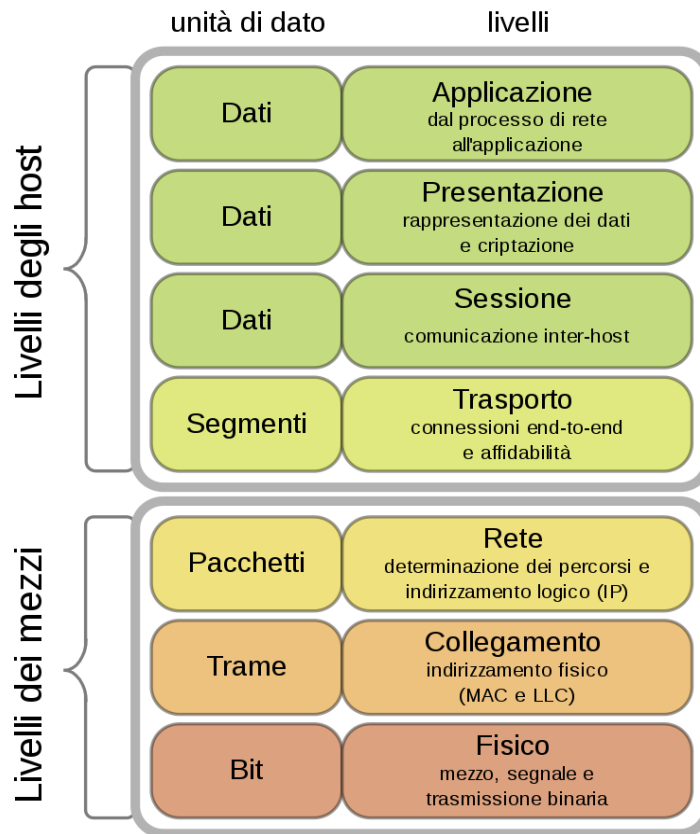 unità di dato
livelli
Livelli degli host
Dati
Applicazione
dal processo di rete
all'applicazione
Dati
Presentazione
rappresentazione dei dati
e criptazione
Dati
Sessione
comunicazione inter-host
Segmenti
Trasporto
connessioni end-to-end
e affidabilità
Livelli dei mezzi
Pacchetti
Rete
determinazione dei percorsi e
indirizzamento logico (IP)
Trame
Collegamento
indirizzamento fisico
(MAC e LLC)
Bit
Fisico
mezzo, segnale e
trasmissione binaria